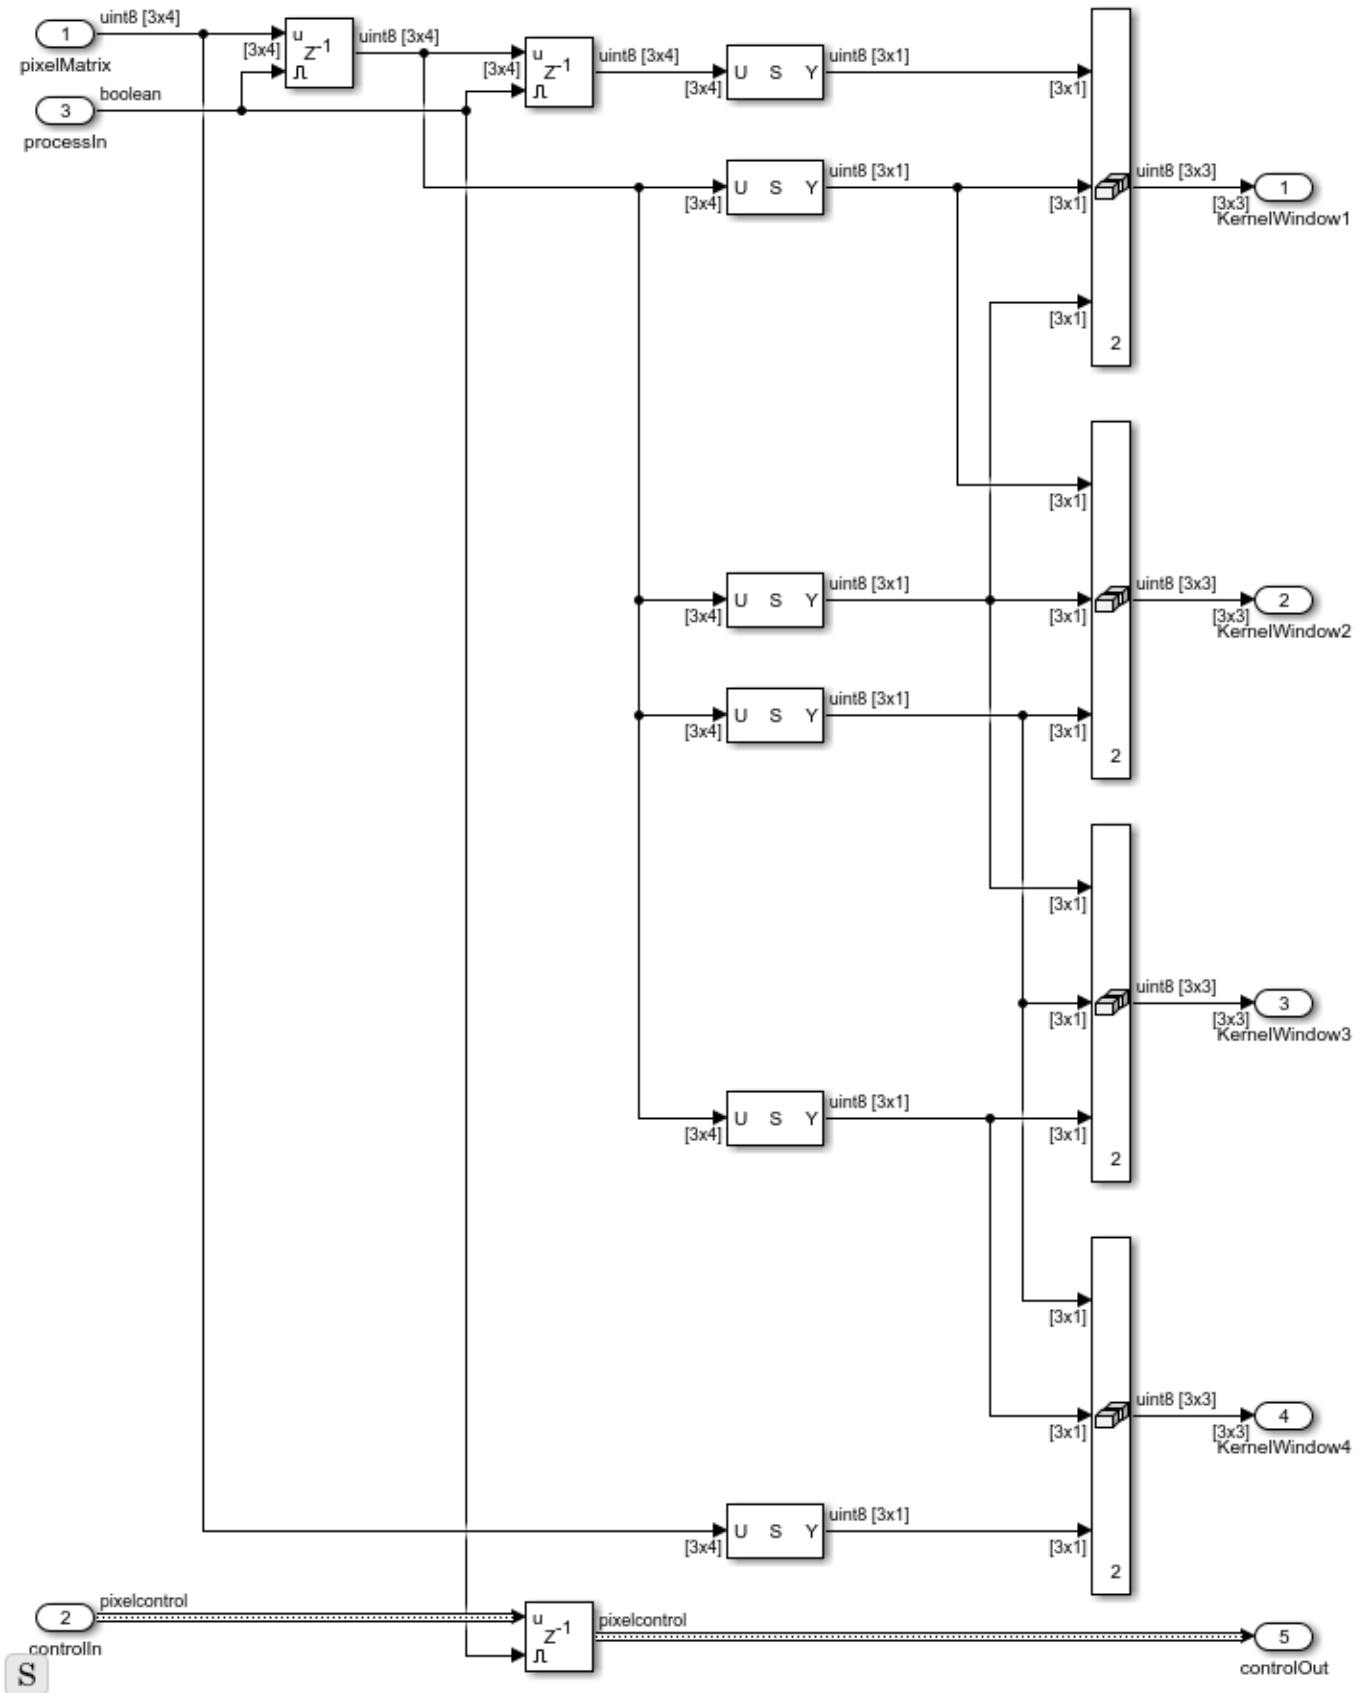 uint8 [3x4]
1
pixelMatrix
[3x4]
u
Z-1
uint8 [3x4]
[3x4]
u
Z-1
uint8 [3x4]
[3x4]
U S Y
uint8 [3x1]
[3x1]
boolean
3
processIn
[3x4]
U S Y
uint8 [3x1]
[3x1]
uint8 [3x3]
1
[3x3]
KernelWindow1
[3x1]
2
[3x1]
[3x4]
U S Y
uint8 [3x1]
[3x1]
uint8 [3x3]
2
[3x3]
KernelWindow2
[3x4]
U S Y
uint8 [3x1]
[3x1]
2
[3x1]
[3x1]
uint8 [3x3]
3
[3x3]
KernelWindow3
[3x4]
U S Y
uint8 [3x1]
[3x1]
2
[3x1]
[3x1]
uint8 [3x3]
4
[3x3]
KernelWindow4
[3x4]
U S Y
uint8 [3x1]
[3x1]
2
pixelcontrol
2
controlIn
u
Z-1
pixelcontrol
5
controlOut
S